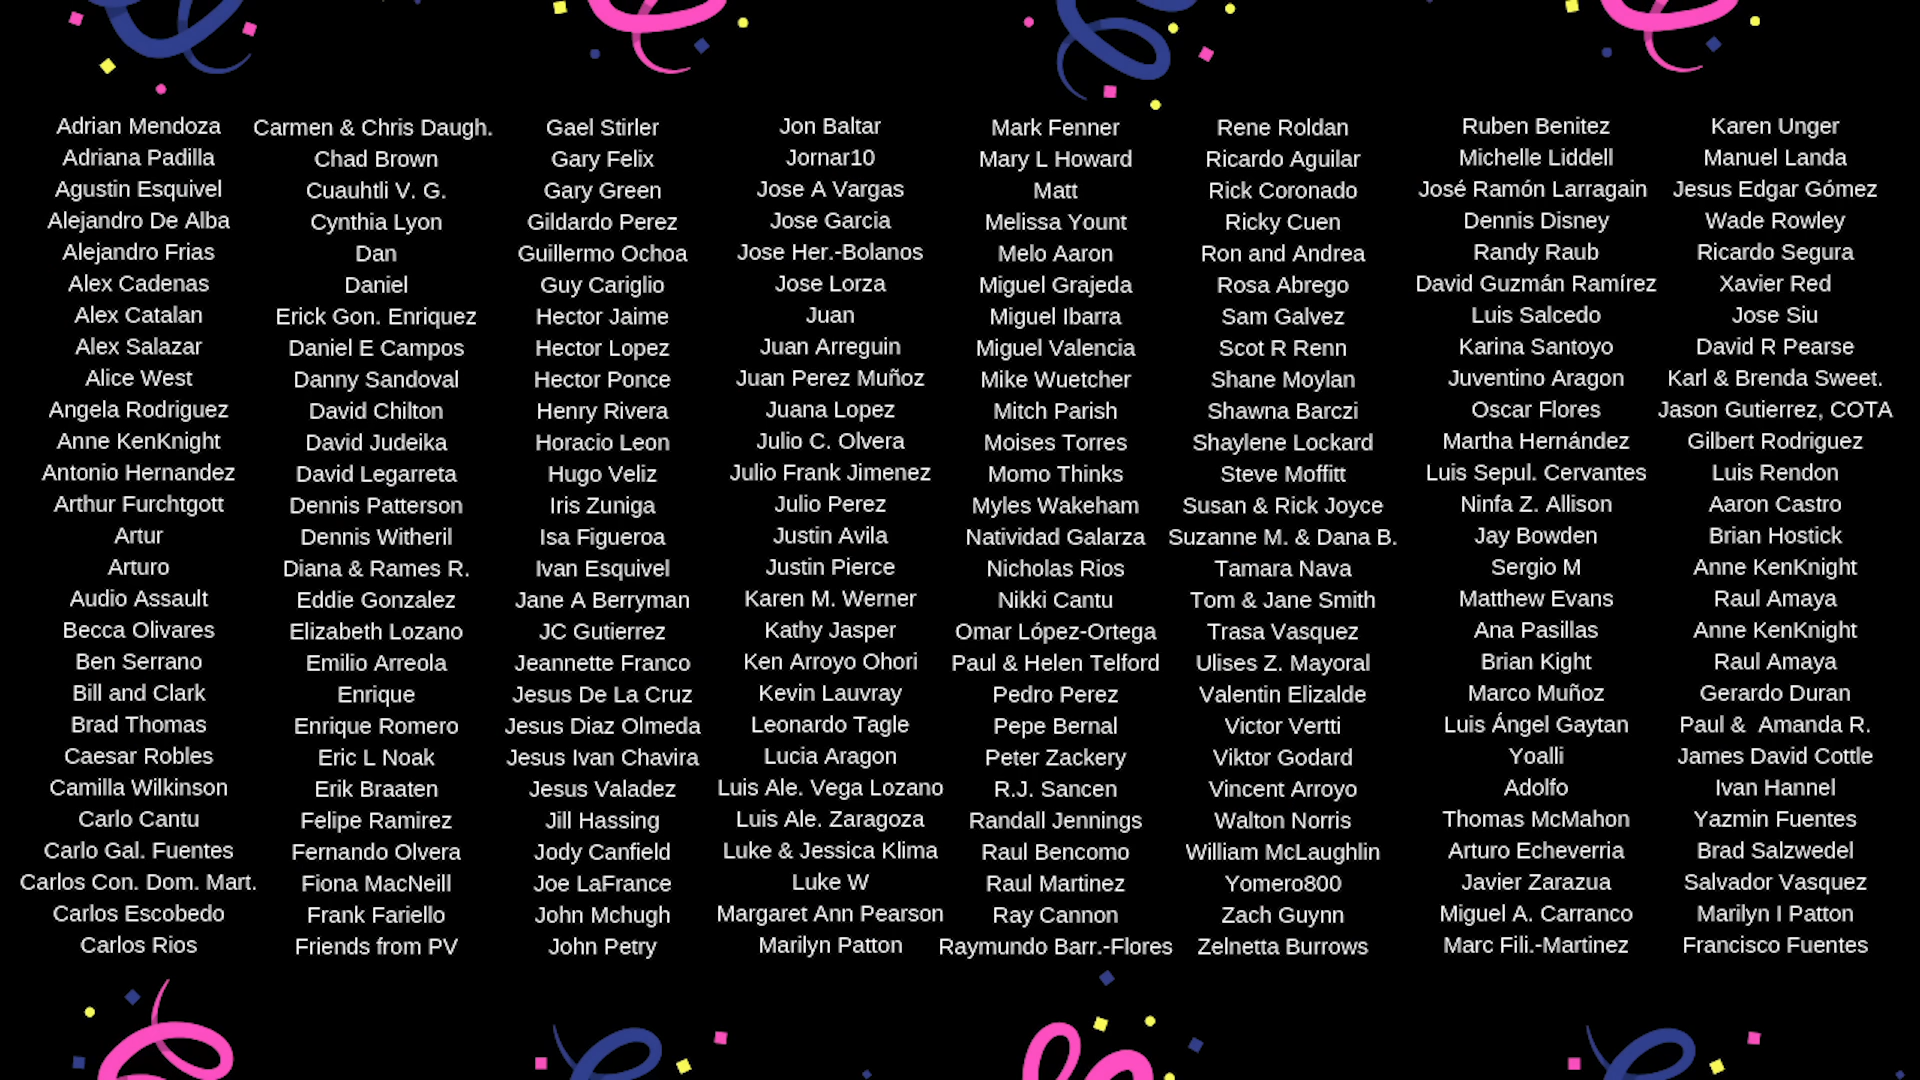 Adrian Mendoza
Adriana Padilla
Agustin Esquivel
Alejandro De Alba
Alejandro Frias
Alex Cadenas
Alex Catalan
Alex Salazar
Alice West
Angela Rodriguez
Anne KenKnight
Antonio Hernandez
Arthur Furchtgott
Artur
Arturo
Audio Assault
Becca Olivares
Ben Serrano
Bill and Clark
Brad Thomas
Caesar Robles
Camilla Wilkinson
Carlo Cantu
Carlo Gal. Fuentes
Carlos Con. Dom. Mart.
Carlos Escobedo
Carlos Rios
Carmen & Chris Daugh.
Chad Brown
Cuauhtli V. G.
Cynthia Lyon
Dan
Daniel
Erick Gon. Enriquez
Daniel E Campos
Danny Sandoval
David Chilton
David Judeika
David Legarreta
Dennis Patterson
Dennis Witheril
Diana & Rames R.
Eddie Gonzalez
Elizabeth Lozano
Emilio Arreola
Enrique
Enrique Romero
Eric L Noak
Erik Braaten
Felipe Ramirez
Fernando Olvera
Fiona MacNeill
Frank Fariello
Friends from PV
Gael Stirler
Gary Felix
Gary Green
Gildardo Perez
Guillermo Ochoa
Guy Cariglio
Hector Jaime
Hector Lopez
Hector Ponce
Henry Rivera
Horacio Leon
Hugo Veliz
Iris Zuniga
Isa Figueroa
Ivan Esquivel
Jane A Berryman
JC Gutierrez
Jeannette Franco
Jesus De La Cruz
Jesus Diaz Olmeda
Jesus Ivan Chavira
Jesus Valadez
Jill Hassing
Jody Canfield
Joe LaFrance
John Mchugh
John Petry
Jon Baltar
Jornar10
Jose A Vargas
Jose Garcia
Jose Her.-Bolanos
Jose Lorza
Juan
Juan Arreguin
Juan Perez Muñoz
Juana Lopez
Julio C. Olvera
Julio Frank Jimenez
Julio Perez
Justin Avila
Justin Pierce
Karen M. Werner
Kathy Jasper
Ken Arroyo Ohori
Kevin Lauvray
Leonardo Tagle
Lucia Aragon
Luis Ale. Vega Lozano
Luis Ale. Zaragoza
Luke & Jessica Klima
Luke W
Margaret Ann Pearson
Marilyn Patton
Mark Fenner
Mary L Howard
Matt
Melissa Yount
Melo Aaron
Miguel Grajeda
Miguel Ibarra
Miguel Valencia
Mike Wuetcher
Mitch Parish
Moises Torres
Momo Thinks
Myles Wakeham
Natividad Galarza
Nicholas Rios
Nikki Cantu
Omar López-Ortega
Paul & Helen Telford
Pedro Perez
Pepe Bernal
Peter Zackery
R.J. Sancen
Randall Jennings
Raul Bencomo
Raul Martinez
Ray Cannon
Raymundo Barr.-Flores
Rene Roldan
Ricardo Aguilar
Rick Coronado
Ricky Cuen
Ron and Andrea
Rosa Abrego
Sam Galvez
Scot R Renn
Shane Moylan
Shawna Barczi
Shaylene Lockard
Steve Moffitt
Susan & Rick Joyce
Suzanne M. & Dana B.
Tamara Nava
Tom & Jane Smith
Trasa Vasquez
Ulises Z. Mayoral
Valentin Elizalde
Victor Vertti
Viktor Godard
Vincent Arroyo
Walton Norris
William McLaughlin
Yomero800
Zach Guynn
Zelnetta Burrows
Ruben Benitez
Michelle Liddell
José Ramón Larragain
Dennis Disney
Randy Raub
David Guzmán Ramírez
Luis Salcedo
Karina Santoyo
Juventino Aragon
Oscar Flores
Martha Hernández
Luis Sepul. Cervantes
Ninfa Z. Allison
Jay Bowden
Sergio M
Matthew Evans
Ana Pasillas
Brian Kight
Marco Muñoz
Luis Ángel Gaytan
Yoalli
Adolfo
Thomas McMahon
Arturo Echeverria
Javier Zarazua
Miguel A. Carranco
Marc Fili.-Martinez
Karen Unger
Manuel Landa
Jesus Edgar Gómez
Wade Rowley
Ricardo Segura
Xavier Red
Jose Siu
David R Pearse
Karl & Brenda Sweet.
Jason Gutierrez, COTA
Gilbert Rodriguez
Luis Rendon
Aaron Castro
Brian Hostick
Anne KenKnight
Raul Amaya
Anne KenKnight
Raul Amaya
Gerardo Duran
Paul &  Amanda R.
James David Cottle
Ivan Hannel
Yazmin Fuentes
Brad Salzwedel
Salvador Vasquez
Marilyn I Patton
Francisco Fuentes